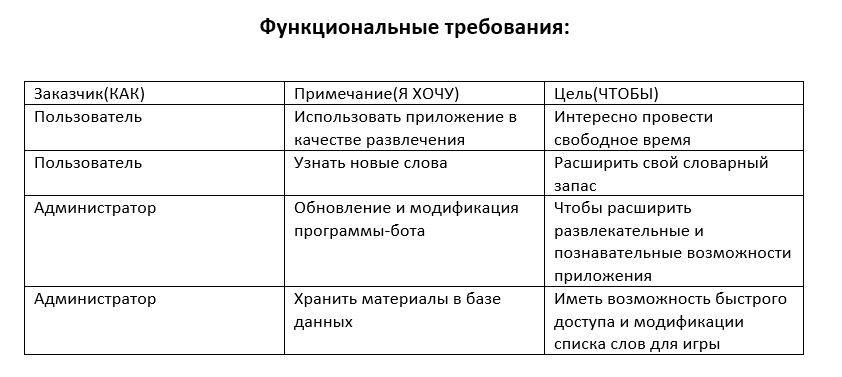 Функциональные требования:
Заказчик(КАК)
Примечание(Я ХОЧУ)
Цель(ЧТОБЫ)
Пользователь
Использовать приложение в
качестве развлечения
Интересно провести
свободное время
Пользователь
Узнать новые слова
Расширить свой словарный
запас
Администратор
Обновление и модификация
программы-бота
Чтобы расширить
развлекательные и
познавательные возможности
приложения
Администратор
Хранить материалы в базе
данных
Иметь возможность быстрого
доступа и модификации
списка слов для игры